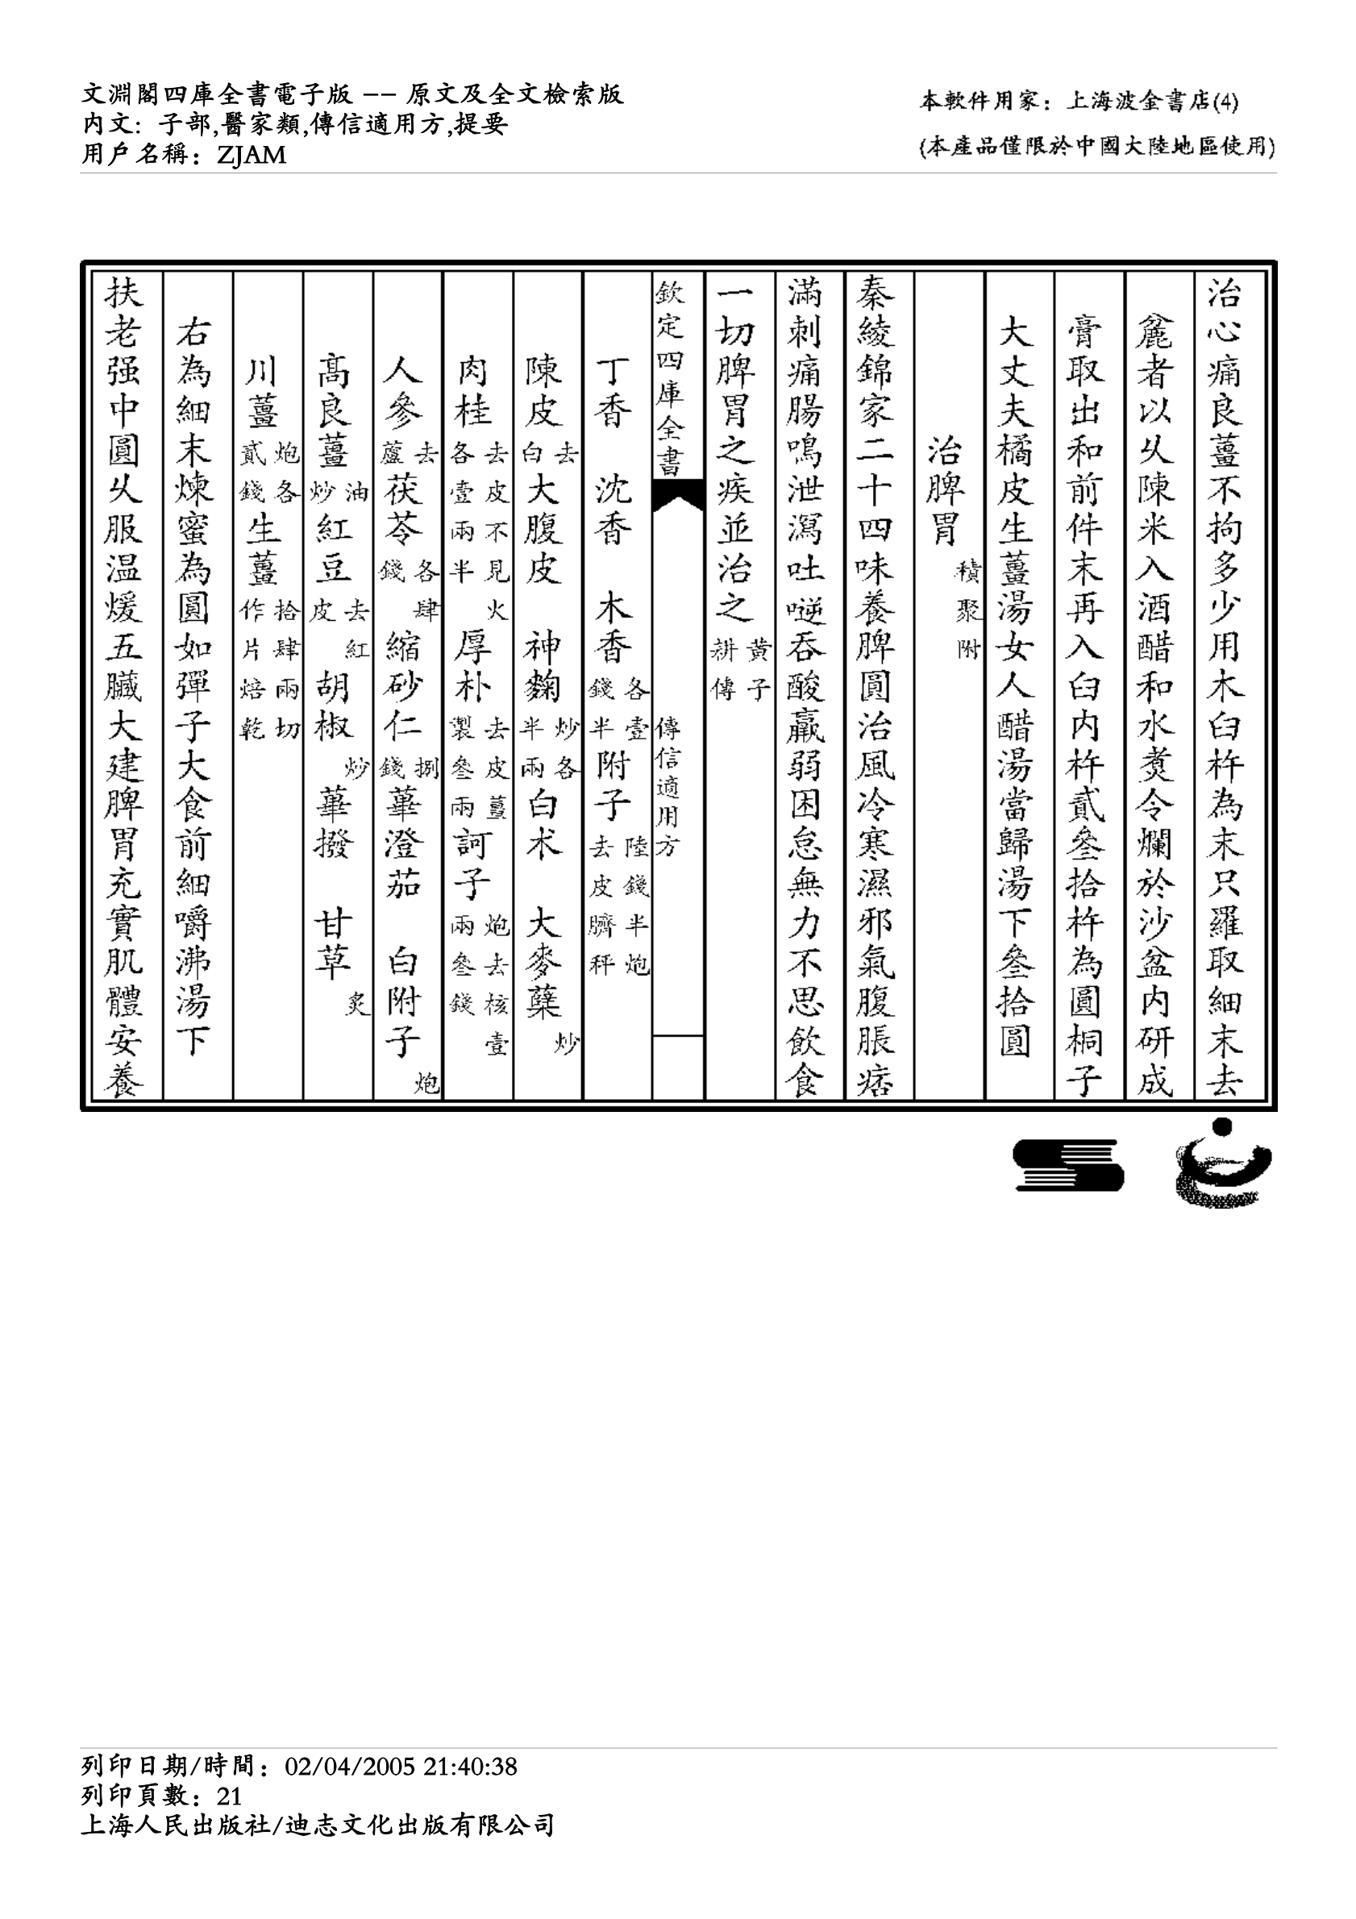 文淵閣四庫全書電子版 -- 原文及全文檢索版
內文: 子部,醫家類,傳信適用方,提要
用戶名稱: ZJAM
本軟件用家: 上海波金書店(4)
(本產品僅限於中國大陸地區使用)
治心痛良薑不拘多少用木臼杵為末只羅取細末去
麄者以乆陳米入酒醋和水煑令爛於沙盆内研成
膏取出和前件末再入臼内杵貳叄拾杵為圓桐子
大丈夫橘皮生薑湯女人醋湯當歸湯下叄拾圓
治脾胃積聚附
秦綾錦家二十四味養脾圓治風冷寒濕邪氣腹脹痞
滿刺痛腸鳴泄瀉吐逆吞酸羸弱困怠無力不思飲食
一切脾胃之疾並治之黃子耕傳
欽定四庫全書 傳信適用方
丁香 沈香 木香各壹錢半附子陸錢半炮去皮臍秤
陳皮去白大腹皮 神麴炒各半兩白术 大麥蘖炒
肉桂去皮不見火各壹兩半厚朴去皮薑製叄兩訶子炮去核壹兩叄錢
人參去蘆茯苓各肆錢縮砂仁捌錢蓽澄茄 白附子炮
髙良薑油炒紅豆去紅皮胡椒炒蓽撥 甘草炙
川薑炮各貳錢生薑拾肆兩切作片焙乾
右為細末煉蜜為圓如彈子大食前細嚼沸湯下
扶老强中圓乆服温煖五臟大建脾胃充實肌體安養
列印日期/時間: 02/04/2005 21:40:38
列印頁數: 21
上海人民出版社/迪志文化出版有限公司